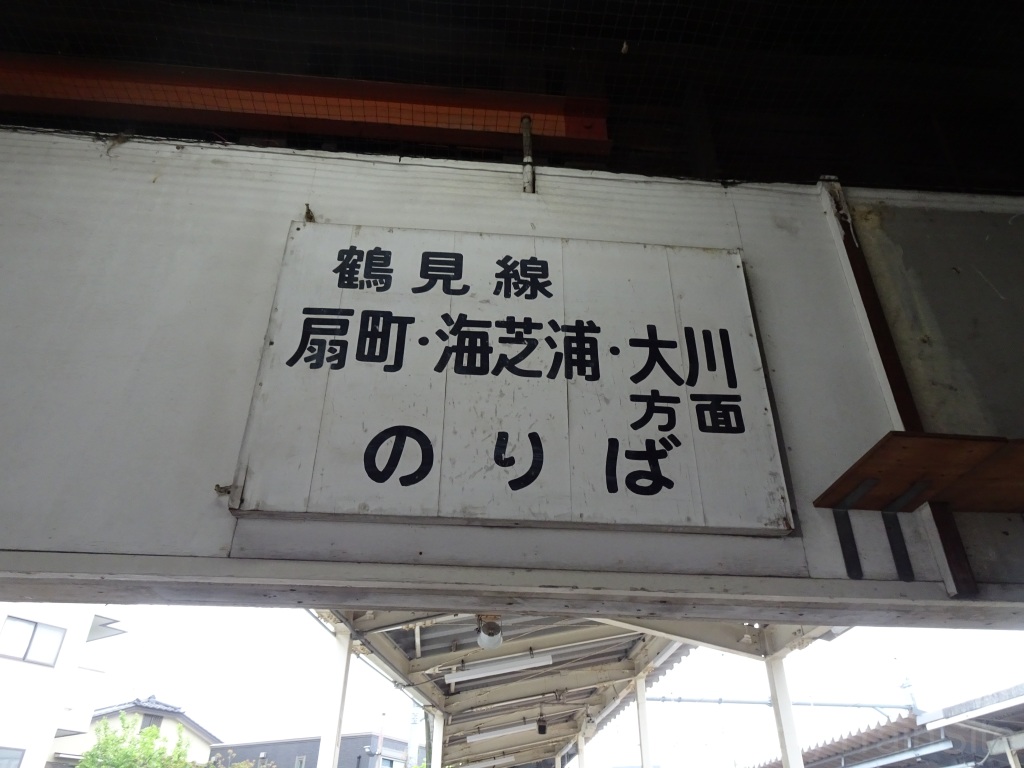 鶴見線
扇町・海芝浦・大川
方面
のりば